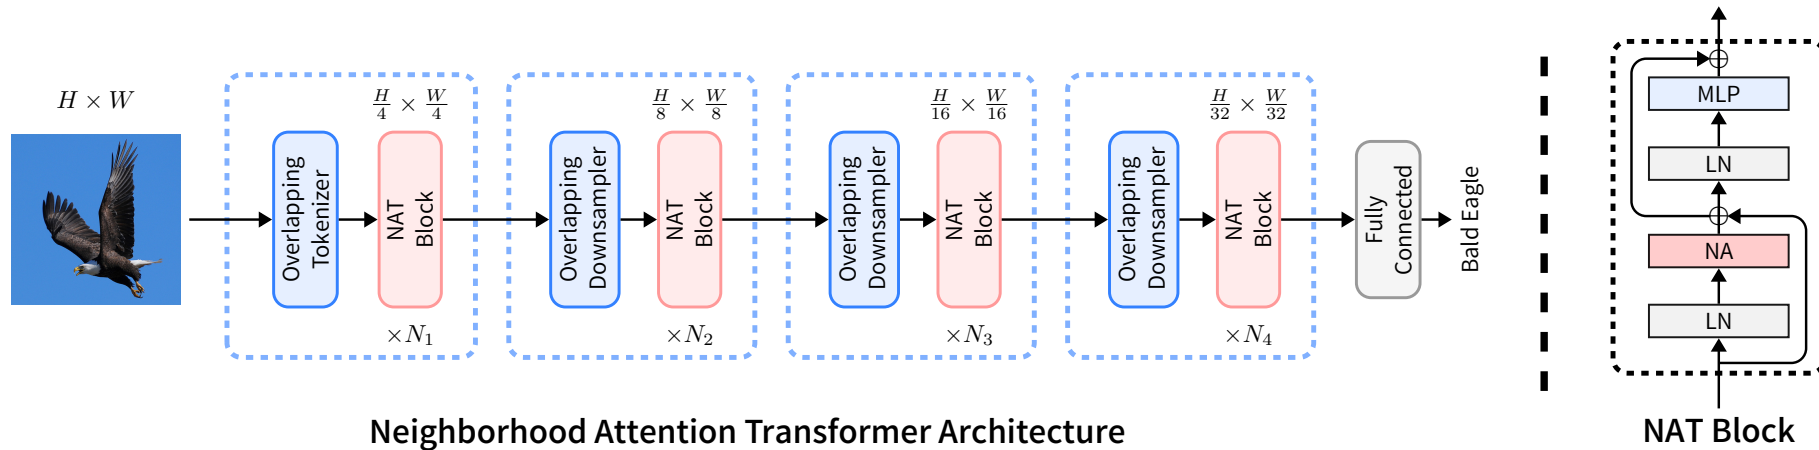 H × W
H/4 × W/4
Overlapping
Tokenizer
NAT
Block
×N₁
H/8 × W/8
Overlapping
Downsampler
NAT
Block
×N₂
H/16 × W/16
Overlapping
Downsampler
NAT
Block
×N₃
H/32 × W/32
Overlapping
Downsampler
NAT
Block
×N₄
Fully
Connected
Bald Eagle
Neighborhood Attention Transformer Architecture
MLP
LN
NA
LN
NAT Block